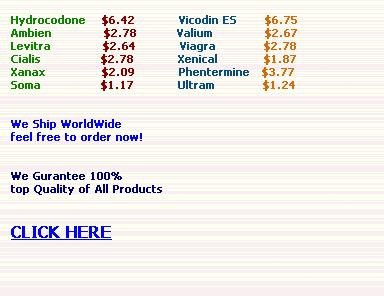 Hydrocodone $6.42 Vicodin ES $6.75
Ambien $2.78 Valium $2.67
Levitra $2.64 Viagra $2.78
Cialis $2.78 Xenical $1.87
Xanax $2.09 Phentermine $3.77
Soma $1.17 Ultram $1.24
We Ship WorldWide
feel free to order now!
We Gurantee 100%
top Quality of All Products
CLICK HERE